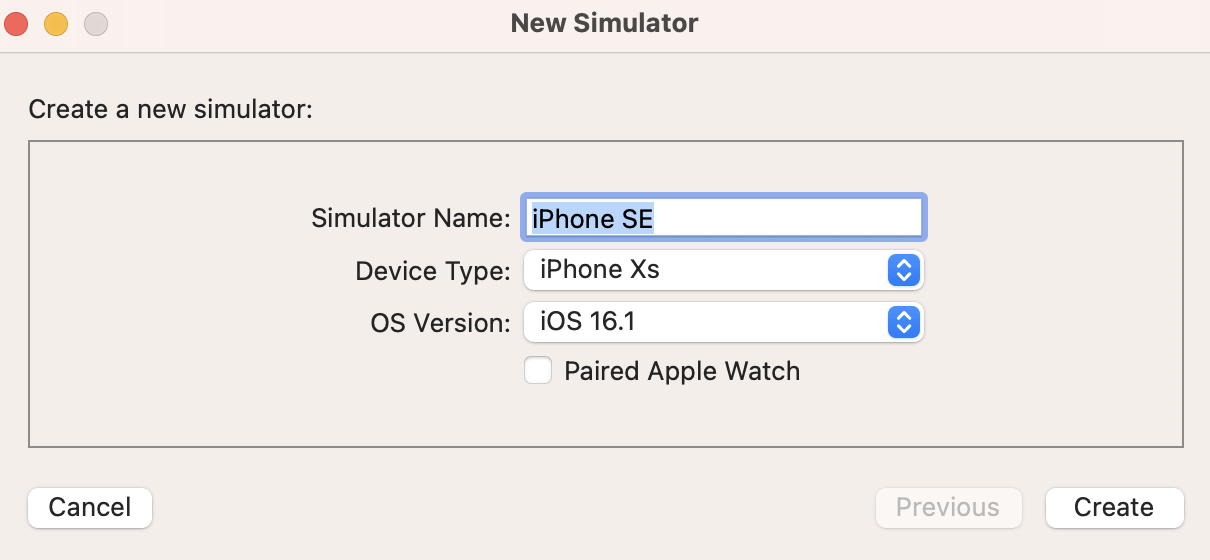 New Simulator
Create a new simulator:
Simulator Name: iPhone SE
Device Type: iPhone Xs
OS Version: iOS 16.1
Paired Apple Watch
Cancel Previous Create